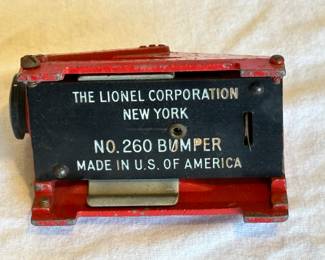 THE LIONEL CORPORATION
NEW YORK
NO. 260 BUMPER
MADE IN U.S. OF AMERICA